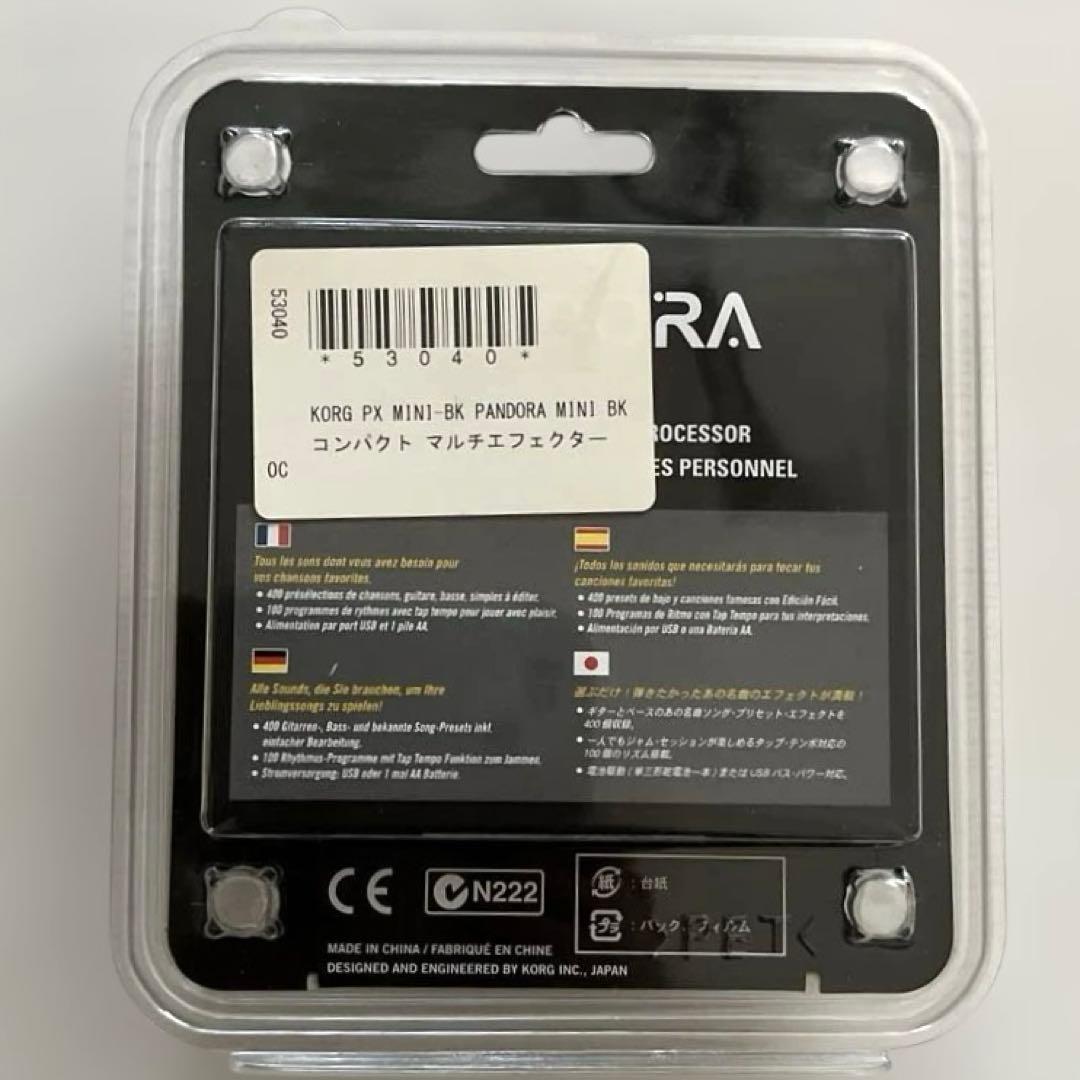 53040
*53040*
KORG PX MINI-BK PANDORA MINI BK
コンパクト マルチエフェクター
OC
RA
ROCESSOR
ES PERSONNEL
Tous les sons dont vous avez besoin pour
vos chansons favorites.
• 400 présélections de chansons, guitare, basse, simples à éditer.
• 100 programmes de rythmes avec tap tempo pour jouer avec plaisir.
• Alimentation par port USB et 1 pile AA.
¡Todos los sonidos que necesitarás para tocar tus
canciones favoritas!
• 400 presets de bajo y canciones famosas con Edición Fácil.
• 100 Programas de Ritmo con Tap Tempo para tus interpretaciones.
• Alimentación por USB o una Batería AA.
Alle Sounds, die Sie brauchen, um Ihre
Lieblingssongs zu spielen!
• 400 Gitarren-, Bass- und bekannte Song-Presets inkl.
einfacher Bearbeitung.
• 100 Rhythmus-Programme mit Tap Tempo Funktion zum Jammen.
• Stromversorgung: USB oder 1 mal AA Batterie.
選ぶだけ！弾きたかったあの名曲のエフェクトが満載！
• ギターとベースのあの名曲ソング・プリセット・エフェクトを
400個収録。
• 一人でもジャム・セッションが楽しめるタップ・テンポ対応の
100個のリズム搭載。
• 電池駆動（単三形乾電池一本）または USB バス・パワー対応。
CE
N222
紙 : 台紙
プラ : パック、フィルム
>PET<
MADE IN CHINA / FABRIQUÉ EN CHINE
DESIGNED AND ENGINEERED BY KORG INC., JAPAN